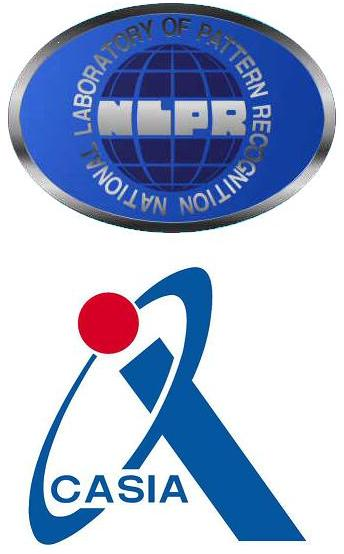 NATIONAL LABORATORY OF PATTERN RECOGNITION
NLPR
CASIA